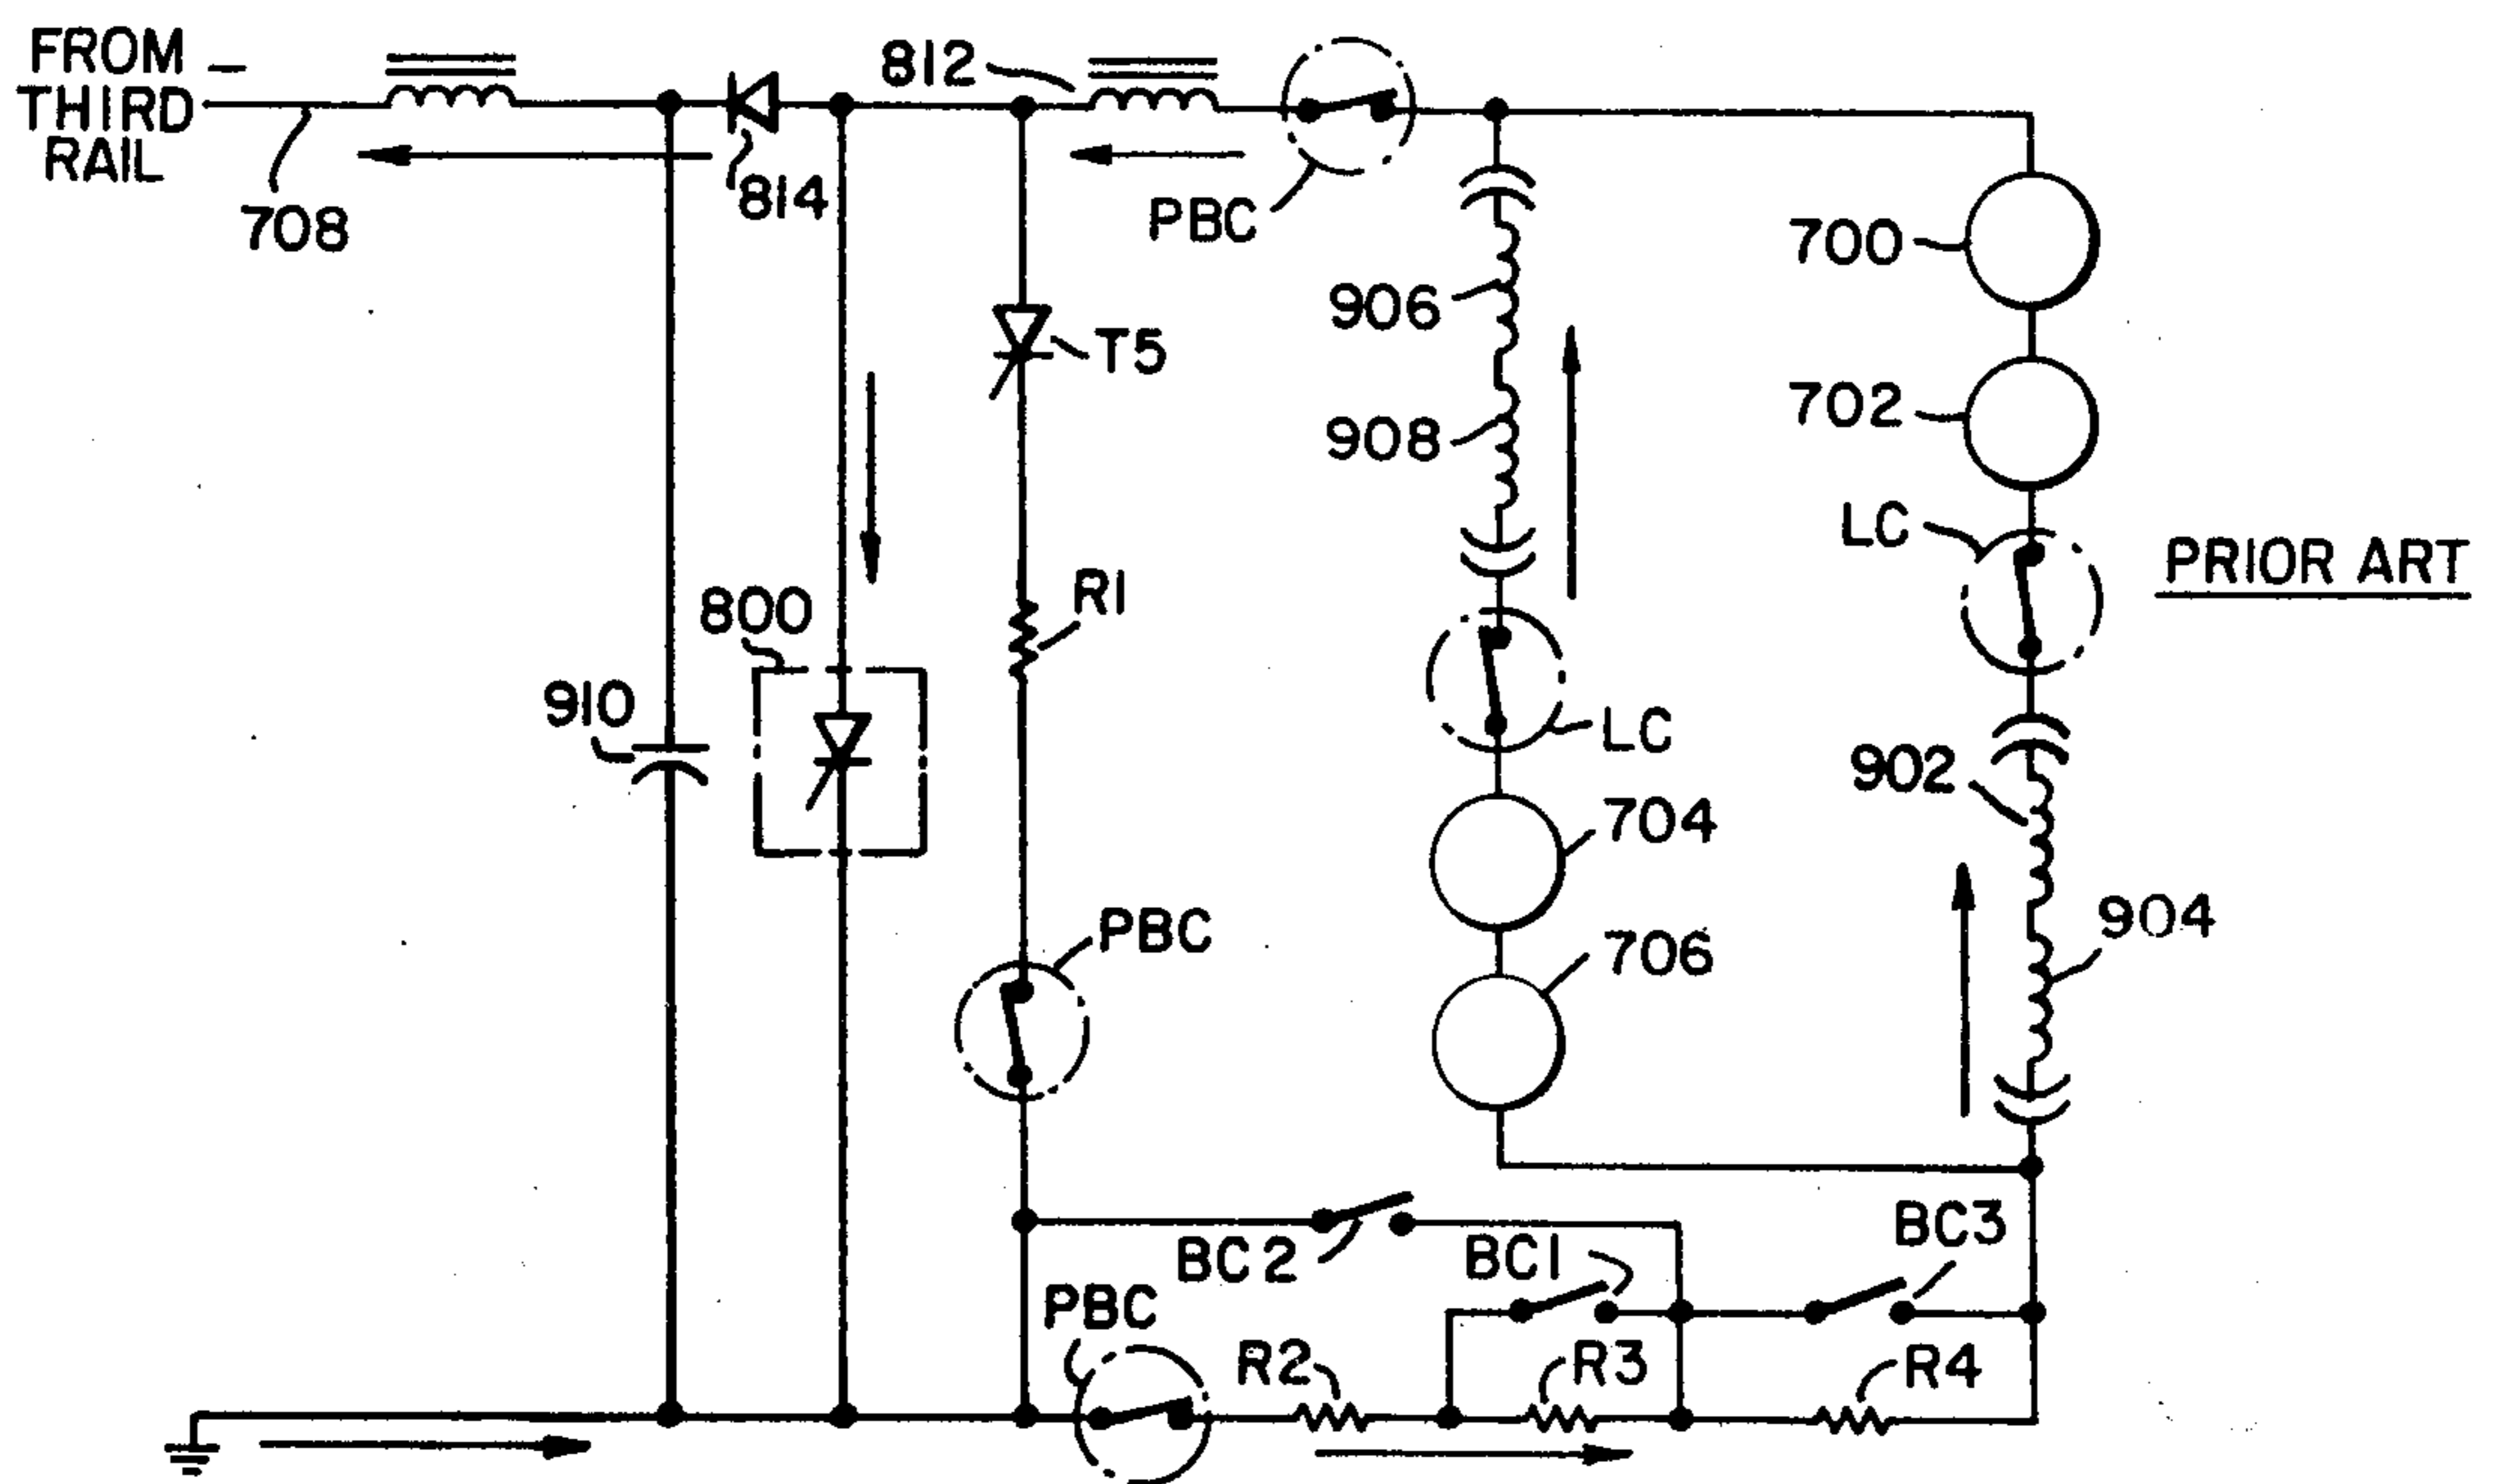 FROM
THIRD
RAIL
708
814
812
PBC
700
906
T5
702
908
LC
PRIOR ART
R1
800
910
LC
902
704
904
PBC
706
BC2
BC1
BC3
PBC
R2
R3
R4